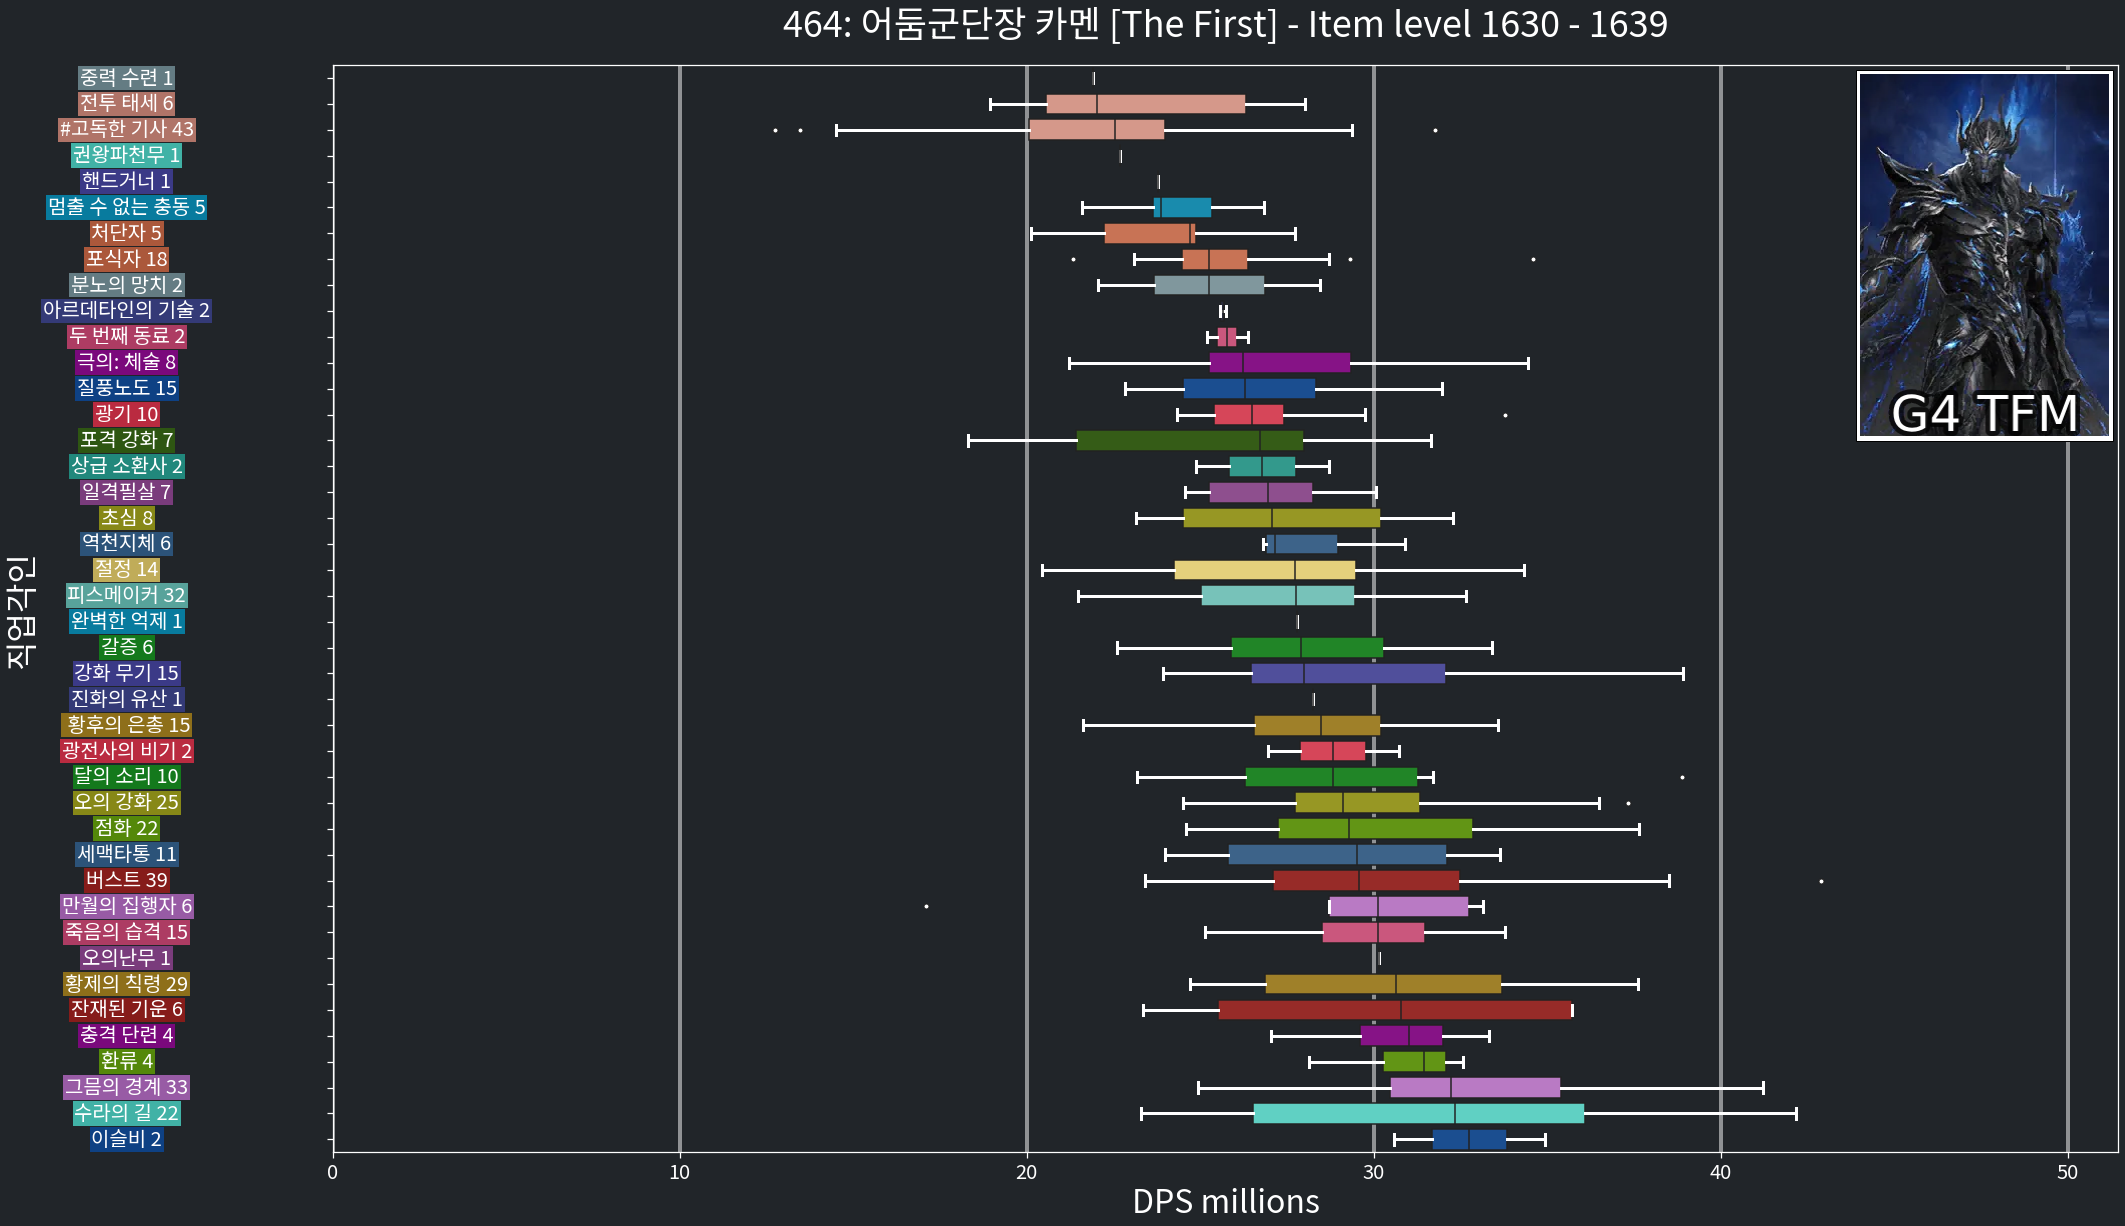 464: 어둠군단장 카멘 [The First] - Item level 1630 - 1639
중력 수련 1
전투 태세 6
#고독한 기사 43
권왕파천무 1
핸드거너 1
멈출 수 없는 충동 5
처단자 5
포식자 18
분노의 망치 2
아르데타인의 기술 2
두 번째 동료 2
극의: 체술 8
질풍노도 15
광기 10
포격 강화 7
상급 소환사 2
일격필살 7
초심 8
역천지체 6
절정 14
피스메이커 32
완벽한 억제 1
갈증 6
강화 무기 15
진화의 유산 1
황후의 은총 15
광전사의 비기 2
달의 소리 10
오의 강화 25
점화 22
세맥타통 11
버스트 39
만월의 집행자 6
죽음의 습격 15
오의난무 1
황제의 칙령 29
잔재된 기운 6
충격 단련 4
환류 4
그믐의 경계 33
수라의 길 22
이슬비 2
직업각인
G4 TFM
0 10 20 30 40 50
DPS millions